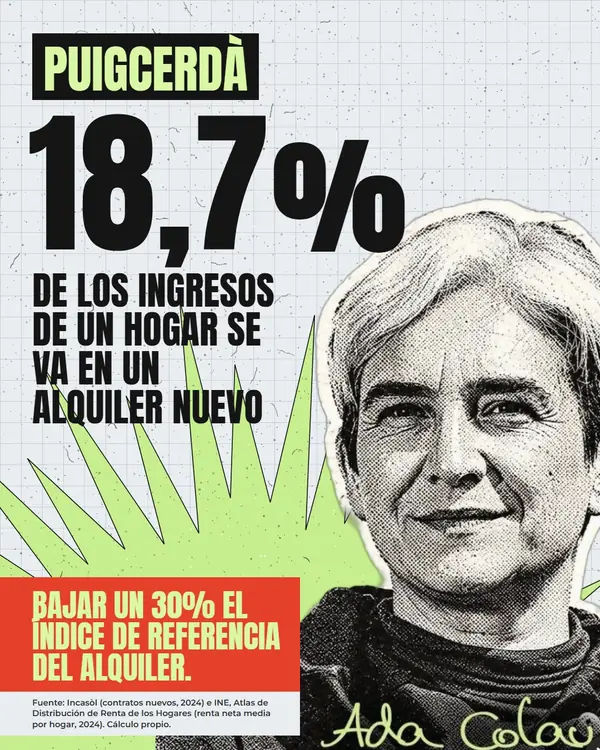 PUIGCERDÀ
18,7%
DE LOS INGRESOS
DE UN HOGAR SE
VA EN UN
ALQUILER NUEVO
BAJAR UN 30% EL
ÍNDICE DE REFERENCIA
DEL ALQUILER.
Fuente: Incasòl (contratos nuevos, 2024) e INE, Atlas de
Distribución de Renta de los Hogares (renta neta media
por hogar, 2024). Cálculo propio.
Ada Colau